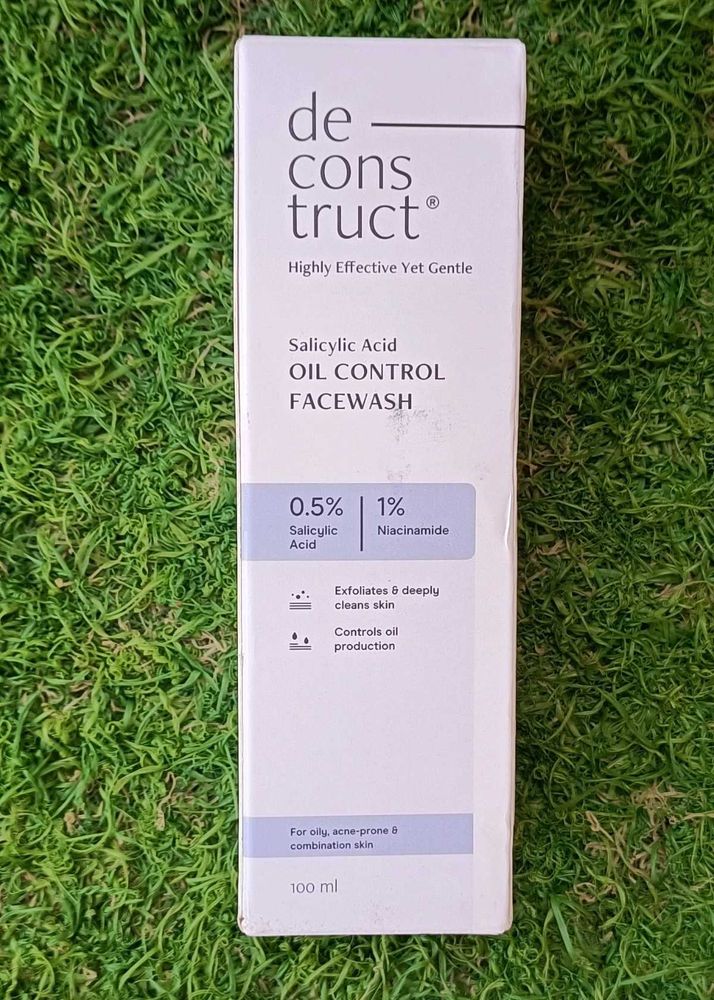 de
cons
truct®
Highly Effective Yet Gentle
Salicylic Acid
OIL CONTROL
FACEWASH
0.5% | 1%
Salicylic Niacinamide
Acid
Exfoliates & deeply
cleans skin
Controls oil
production
For oily, acne-prone &
combination skin
100 ml